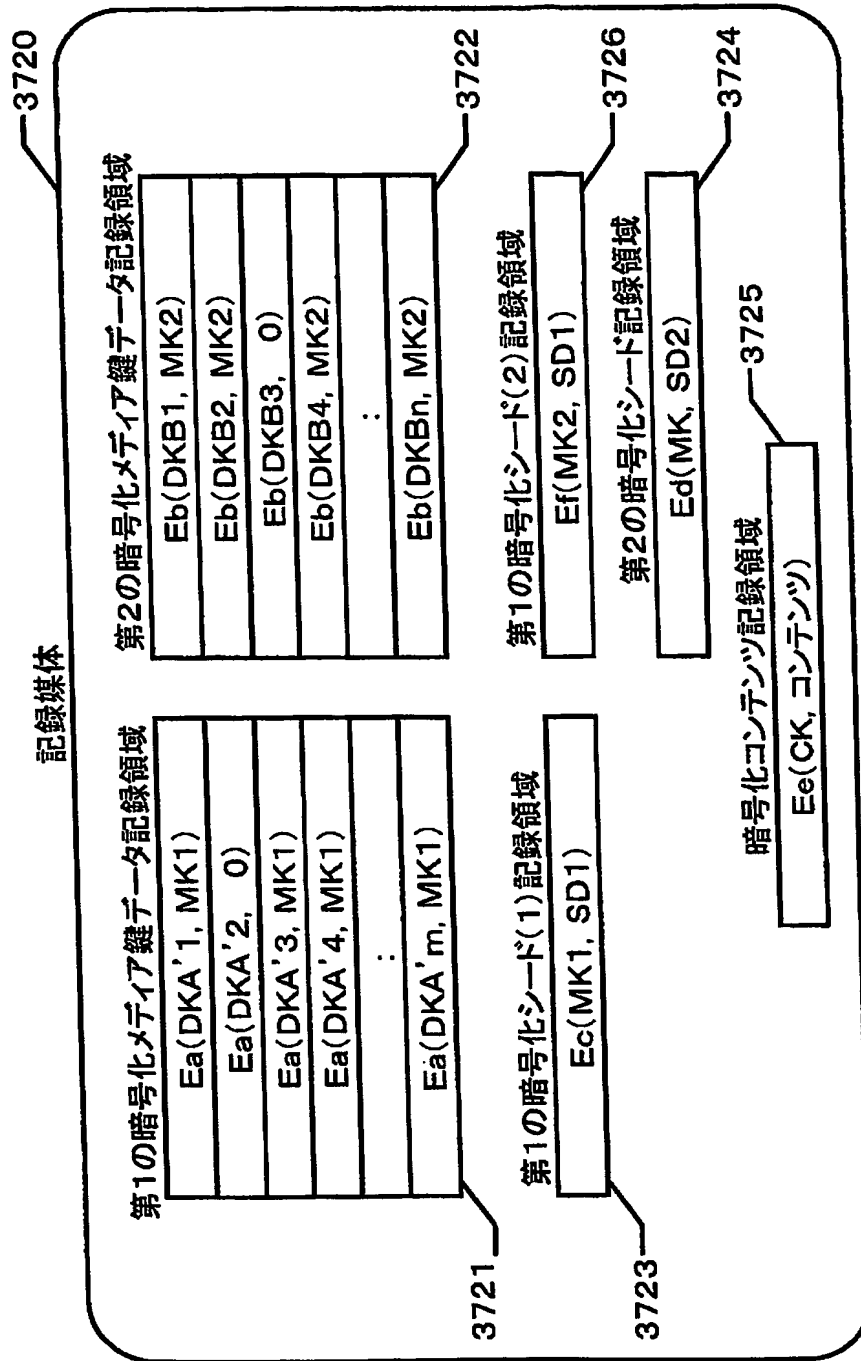 記録媒体
3720
第1の暗号化メディア鍵データ記録領域
Ea(DKA'1, MK1)
Ea(DKA'2, 0)
Ea(DKA'3, MK1)
Ea(DKA'4, MK1)
:
Ea(DKA'm, MK1)
3721
第2の暗号化メディア鍵データ記録領域
Eb(DKB1, MK2)
Eb(DKB2, MK2)
Eb(DKB3, 0)
Eb(DKB4, MK2)
:
Eb(DKBn, MK2)
3722
第1の暗号化シード(1)記録領域
Ec(MK1, SD1)
3723
第1の暗号化シード(2)記録領域
Ef(MK2, SD1)
3726
第2の暗号化シード記録領域
Ed(MK, SD2)
3724
暗号化コンテンツ記録領域
Ee(CK, コンテンツ)
3725